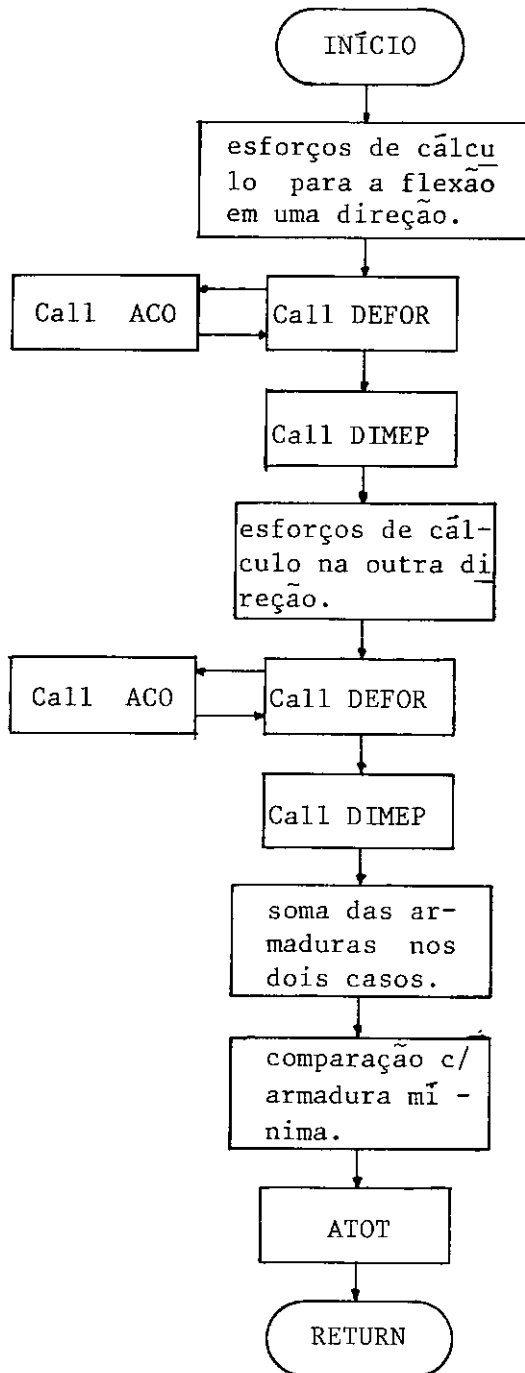 INÍCIO
esforços de cálcu
lo para a flexão
em uma direção.
Call ACO
Call DEFOR
Call DIMEP
esforços de cál-
culo na outra di
reção.
Call ACO
Call DEFOR
Call DIMEP
soma das ar-
maduras nos
dois casos.
comparação c/
armadura mí-
nima.
ATOT
RETURN